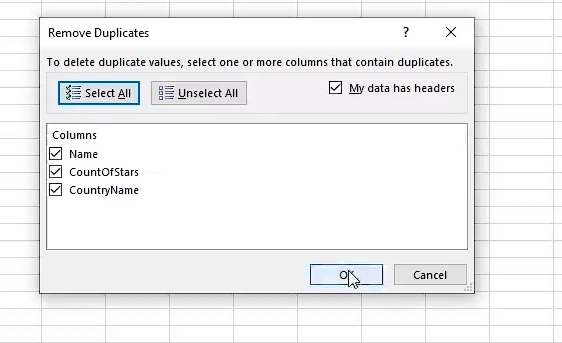 Remove Duplicates
?
To delete duplicate values, select one or more columns that contain duplicates.
Select All
Unselect All
My data has headers
Columns
Name
CountOfStars
CountryName
OK
Cancel